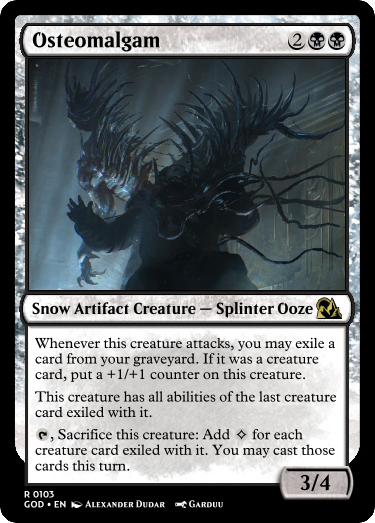 Osteomalgam 2
Snow Artifact Creature — Splinter Ooze
Whenever this creature attacks, you may exile a
card from your graveyard. If it was a creature
card, put a +1/+1 counter on this creature.
This creature has all abilities of the last creature
card exiled with it.
, Sacrifice this creature: Add for each
creature card exiled with it. You may cast those
cards this turn.
3/4
R 0103
GOD • EN Alexander Dudar Garduu